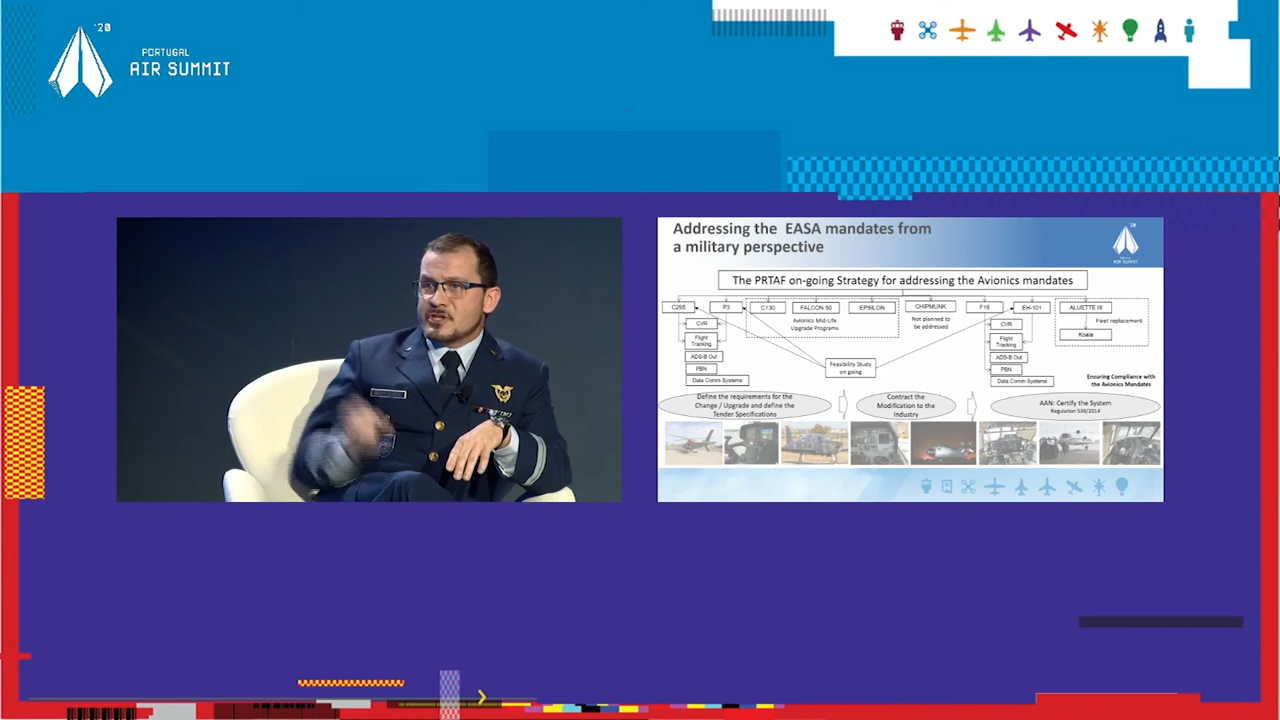 '20
PORTUGAL
AIR SUMMIT
Addressing the EASA mandates from
a military perspective
'20
AIR SUMMIT
The PRTAF on-going Strategy for addressing the Avionics mandates
C295
P3
C130
FALCON 50
EPSILON
CHIPMUNK
F16
EH-101
ALUETTE III
Avionics Mid-Life
Upgrade Programs
Not planned to
be addressed
Fleet replacement
Koala
CVR
Flight
Tracking
ADS-B Out
PBN
Data Comm Systems
Feasibility Study
on going
CVR
Flight
Tracking
ADS-B Out
PBN
Data Comm Systems
Ensuring Compliance with
the Avionics Mandates
Define the requirements for the
Change / Upgrade and define the
Tender Specifications
Contract the
Modification to the
Industry
AAN: Certify the System
Regulation 539/2014